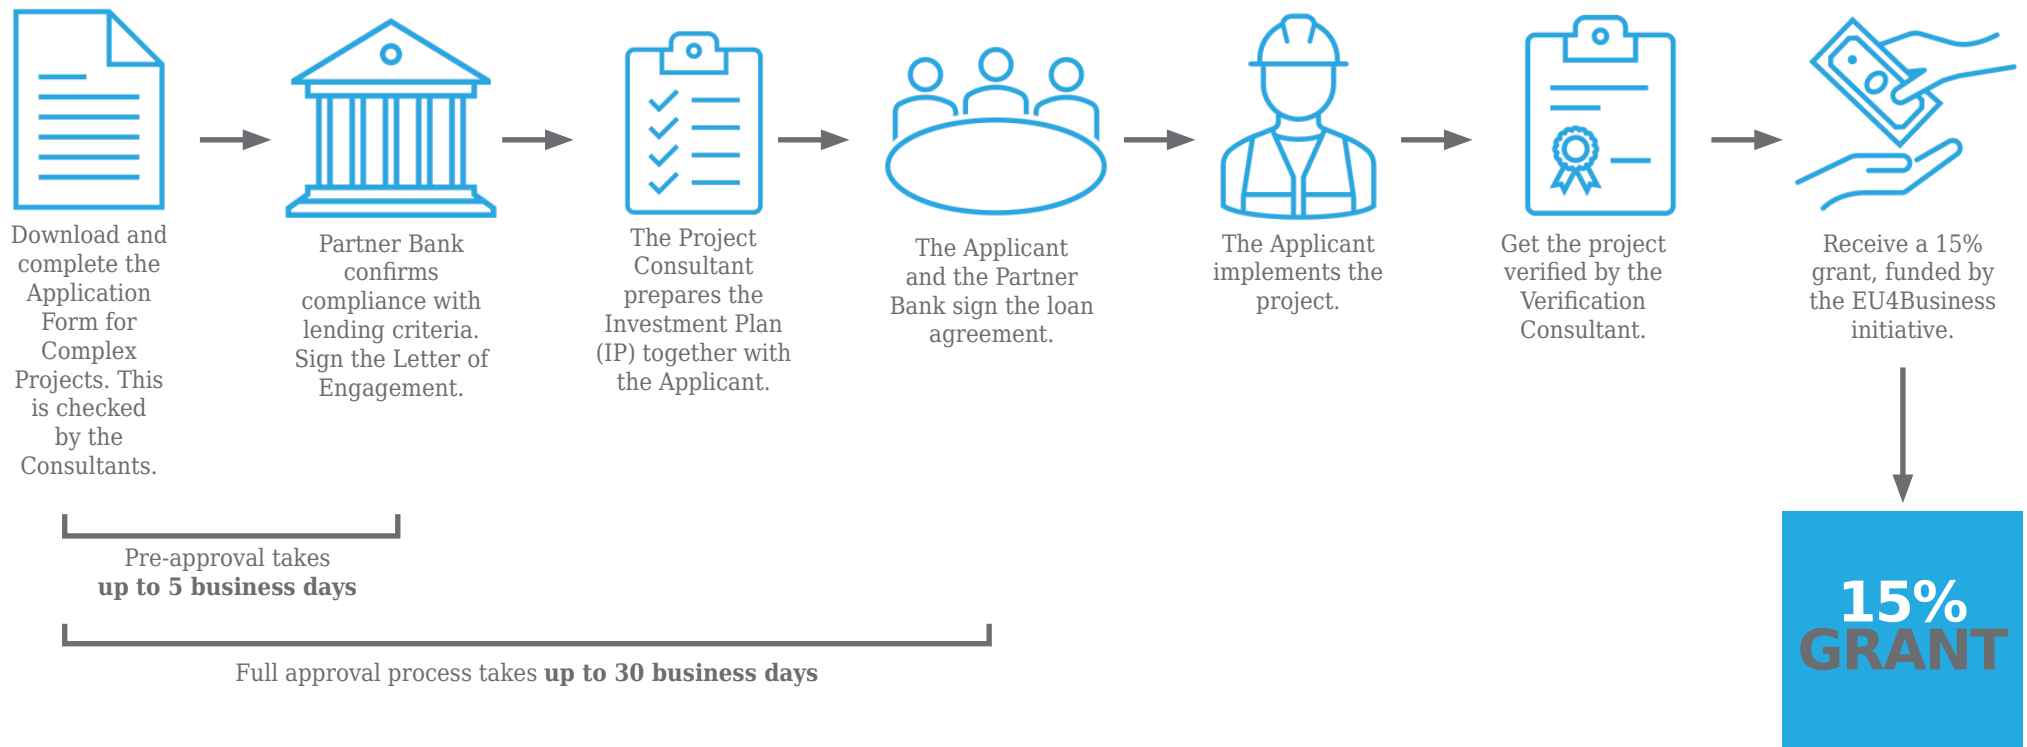 Download and
complete the
Application
Form for
Complex
Projects. This
is checked
by the
Consultants.
Partner Bank
confirms
compliance with
lending criteria.
Sign the Letter of
Engagement.
The Project
Consultant
prepares the
Investment Plan
(IP) together with
the Applicant.
The Applicant
and the Partner
Bank sign the loan
agreement.
The Applicant
implements the
project.
Get the project
verified by the
Verification
Consultant.
Receive a 15%
grant, funded by
the EU4Business
initiative.
Pre-approval takes
up to 5 business days
Full approval process takes up to 30 business days
15%
GRANT